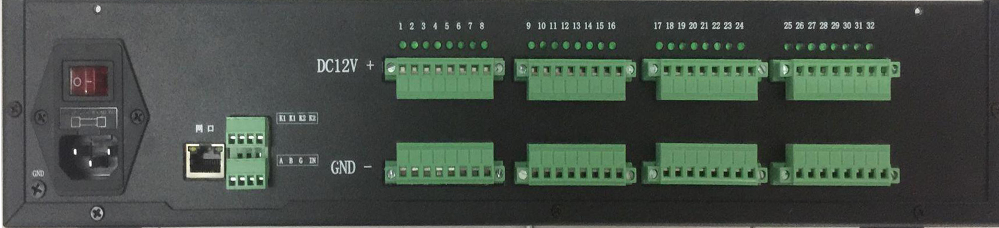 1 2 3 4 5 6 7 8
9 10 11 12 13 14 15 16
17 18 19 20 21 22 23 24
25 26 27 28 29 30 31 32
DC12V +
K1 K1 K2 K2
网 口
A B G IN
GND -
GND